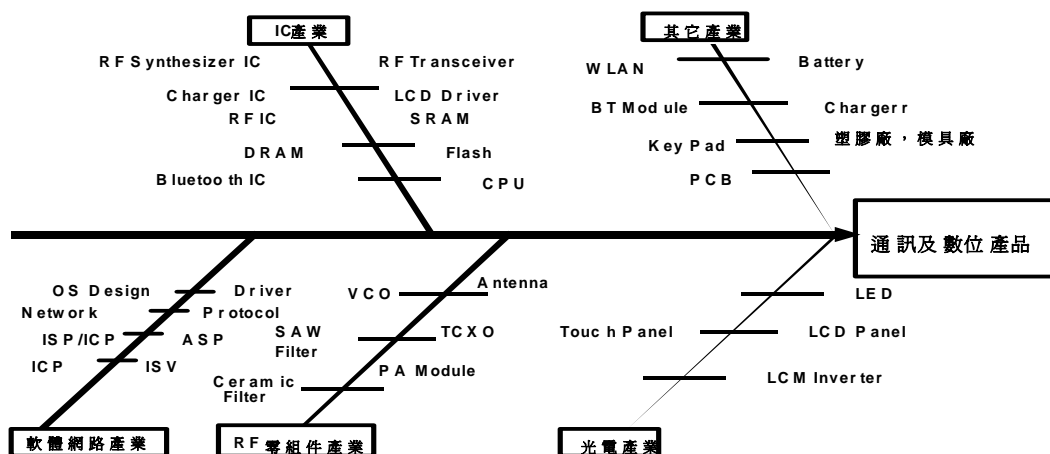 IC產業
其它產業
RF Synthesizer IC
RF Transceiver
WLAN
Battery
Charger IC
LCD Driver
BT Module
Chargerr
RF IC
SRAM
Key Pad
塑膠廠,模具廠
DRAM
Flash
PCB
Bluetooth IC
CPU
通訊及數位產品
OS Design
Driver
VCO
Antenna
LED
Network
Protocol
ISP/ICP
ASP
SAW
Filter
TCXO
Touch Panel
LCD Panel
ICP
ISV
Ceramic
Filter
PA Module
LCM Inverter
軟體網路產業
RF 零組件產業
光電產業